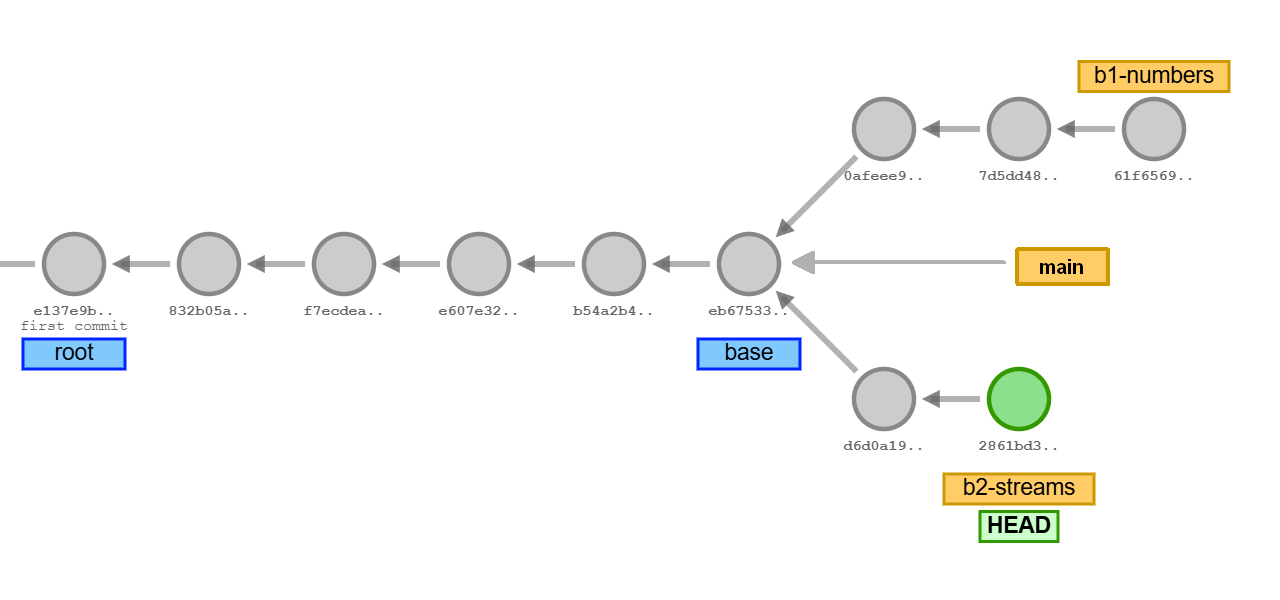 b1-numbers
0afeee9..
7d5dd48..
61f6569..
main
e137e9b..
first commit
832b05a..
f7ecdea..
e607e32..
b54a2b4..
eb67533..
root
base
d6d0a19..
2861bd3..
b2-streams
HEAD